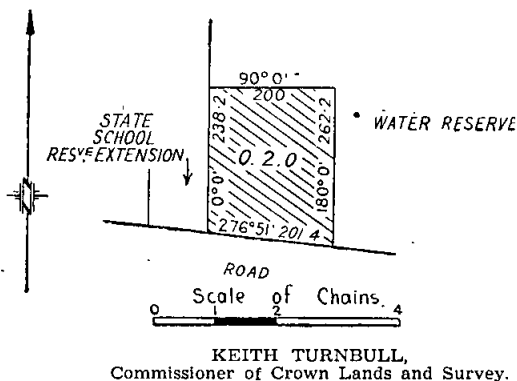 90° 0'
200
238·2
262·2
STATE
SCHOOL
RESVE EXTENSION
• WATER RESERVE
0. 2. 0
0° 0'
180° 0'
276° 51' 201·4
ROAD
Scale of Chains.
0 1 2 4
KEITH TURNBULL,
Commissioner of Crown Lands and Survey.